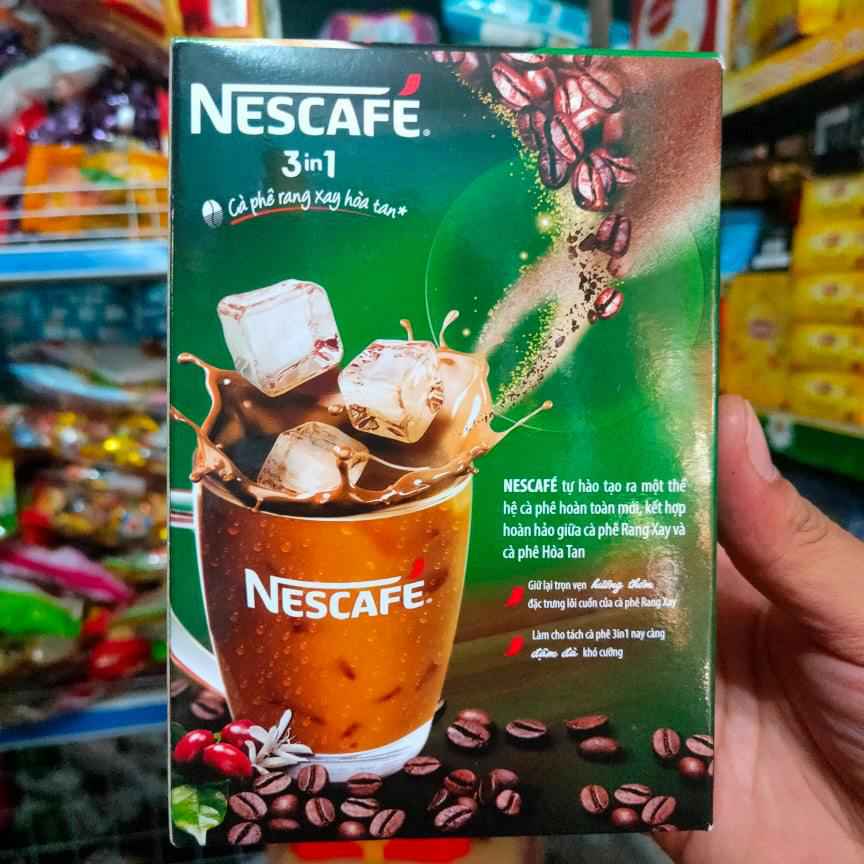 NESCAFÉ®
3in1
Cà phê rang xay hòa tan*
NESCAFÉ tự hào tạo ra một thế
hệ cà phê hoàn toàn mới, kết hợp
hoàn hảo giữa cà phê Rang Xay và
cà phê Hòa Tan
Giữ lại trọn vẹn hương thơm
đặc trưng lôi cuốn của cà phê Rang Xay
Làm cho tách cà phê 3in1 nay càng
đậm đà khó cưỡng
NESCAFÉ®